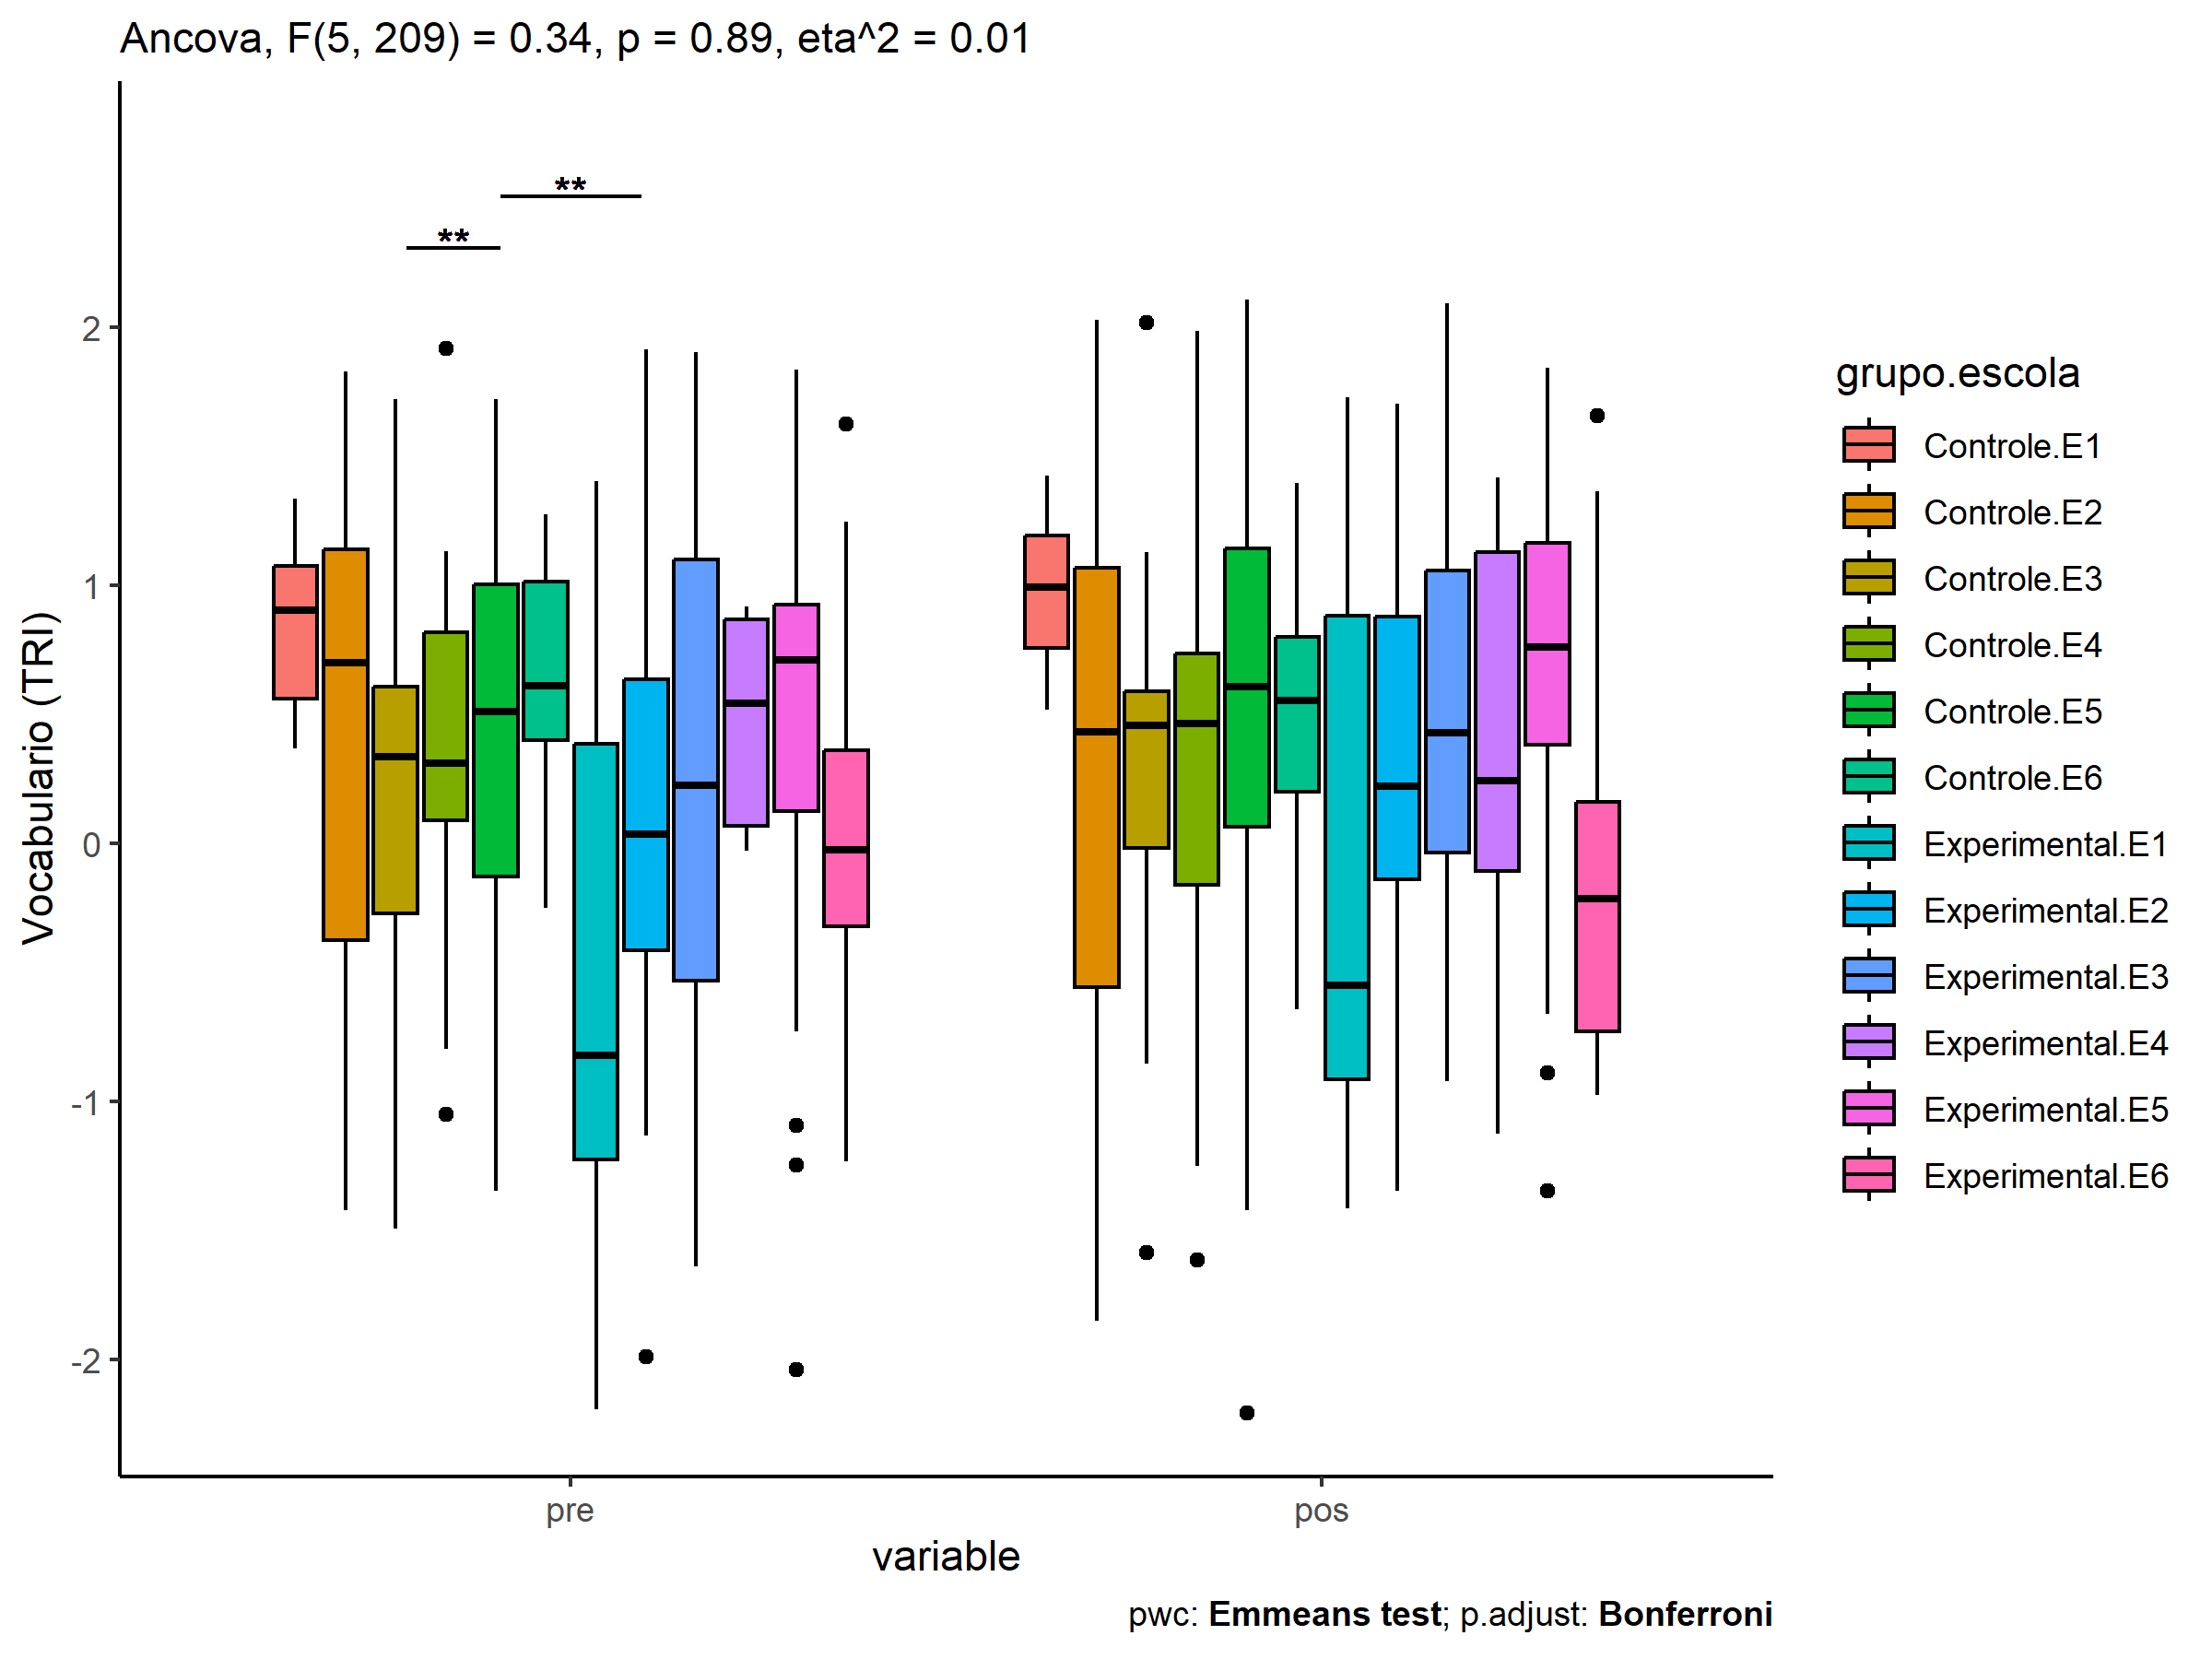 Ancova, F(5, 209) = 0.34, p = 0.89, eta^2 = 0.01
**
**
2
1
0
-1
-2
Vocabulario (TRI)
pre
pos
variable
grupo.escola
Controle.E1
Controle.E2
Controle.E3
Controle.E4
Controle.E5
Controle.E6
Experimental.E1
Experimental.E2
Experimental.E3
Experimental.E4
Experimental.E5
Experimental.E6
pwc: Emmeans test; p.adjust: Bonferroni